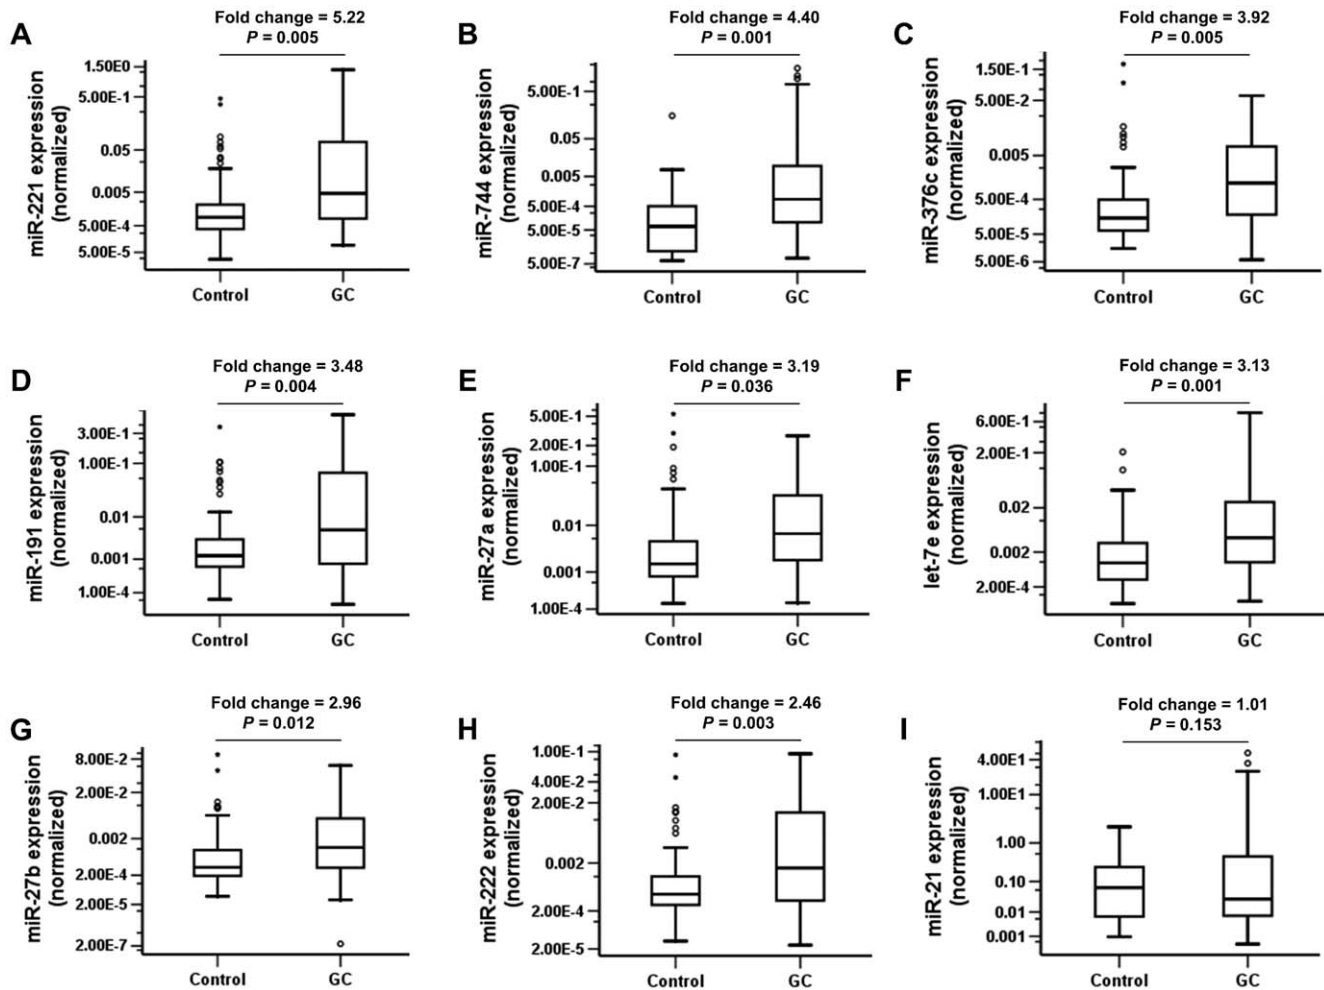 A
Fold change = 5.22
P = 0.005
miR-221 expression
(normalized)
1.50E0
5.00E-1
0.05
0.005
5.00E-4
5.00E-5
Control
GC
B
Fold change = 4.40
P = 0.001
miR-744 expression
(normalized)
5.00E-1
0.05
0.005
5.00E-4
5.00E-5
5.00E-7
Control
GC
C
Fold change = 3.92
P = 0.005
miR-376c expression
(normalized)
1.50E-1
5.00E-2
0.005
5.00E-4
5.00E-5
5.00E-6
Control
GC
D
Fold change = 3.48
P = 0.004
miR-191 expression
(normalized)
3.00E-1
1.00E-1
0.01
0.001
1.00E-4
Control
GC
E
Fold change = 3.19
P = 0.036
miR-27a expression
(normalized)
5.00E-1
2.00E-1
1.00E-1
0.01
0.001
1.00E-4
Control
GC
F
Fold change = 3.13
P = 0.001
let-7e expression
(normalized)
6.00E-1
2.00E-1
0.02
0.002
2.00E-4
Control
GC
G
Fold change = 2.96
P = 0.012
miR-27b expression
(normalized)
8.00E-2
2.00E-2
0.002
2.00E-4
2.00E-5
2.00E-7
Control
GC
H
Fold change = 2.46
P = 0.003
miR-222 expression
(normalized)
1.00E-1
4.00E-2
2.00E-2
0.002
2.00E-4
2.00E-5
Control
GC
I
Fold change = 1.01
P = 0.153
miR-21 expression
(normalized)
4.00E1
1.00E1
1.00
0.10
0.01
0.001
Control
GC